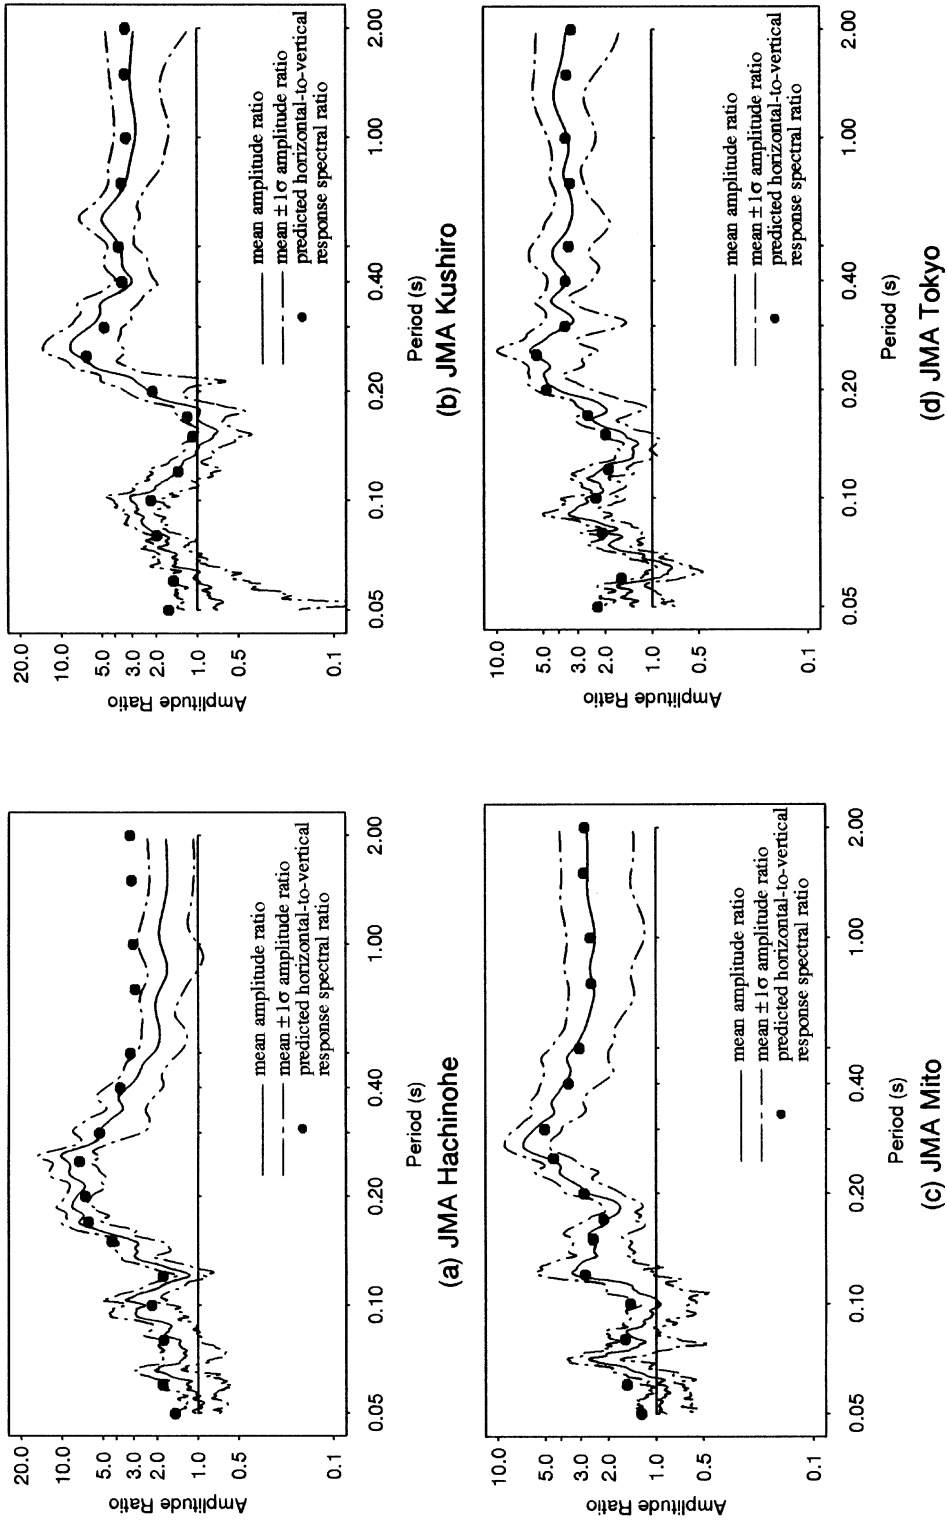 20.0
10.0
5.0
3.0
2.0
1.0
0.5
0.1
Amplitude Ratio
mean amplitude ratio
mean ± 1σ amplitude ratio
predicted horizontal-to-vertical
response spectral ratio
0.05
0.10
0.20
0.40
1.00
2.00
Period (s)
(a) JMA Hachinohe
20.0
10.0
5.0
3.0
2.0
1.0
0.5
0.1
Amplitude Ratio
mean amplitude ratio
mean ± 1σ amplitude ratio
predicted horizontal-to-vertical
response spectral ratio
0.05
0.10
0.20
0.40
1.00
2.00
Period (s)
(b) JMA Kushiro
10.0
5.0
3.0
2.0
1.0
0.5
0.1
Amplitude Ratio
mean amplitude ratio
mean ± 1σ amplitude ratio
predicted horizontal-to-vertical
response spectral ratio
0.05
0.10
0.20
0.40
1.00
2.00
Period (s)
(c) JMA Mito
10.0
5.0
3.0
2.0
1.0
0.5
0.1
Amplitude Ratio
mean amplitude ratio
mean ± 1σ amplitude ratio
predicted horizontal-to-vertical
response spectral ratio
0.05
0.10
0.20
0.40
1.00
2.00
Period (s)
(d) JMA Tokyo